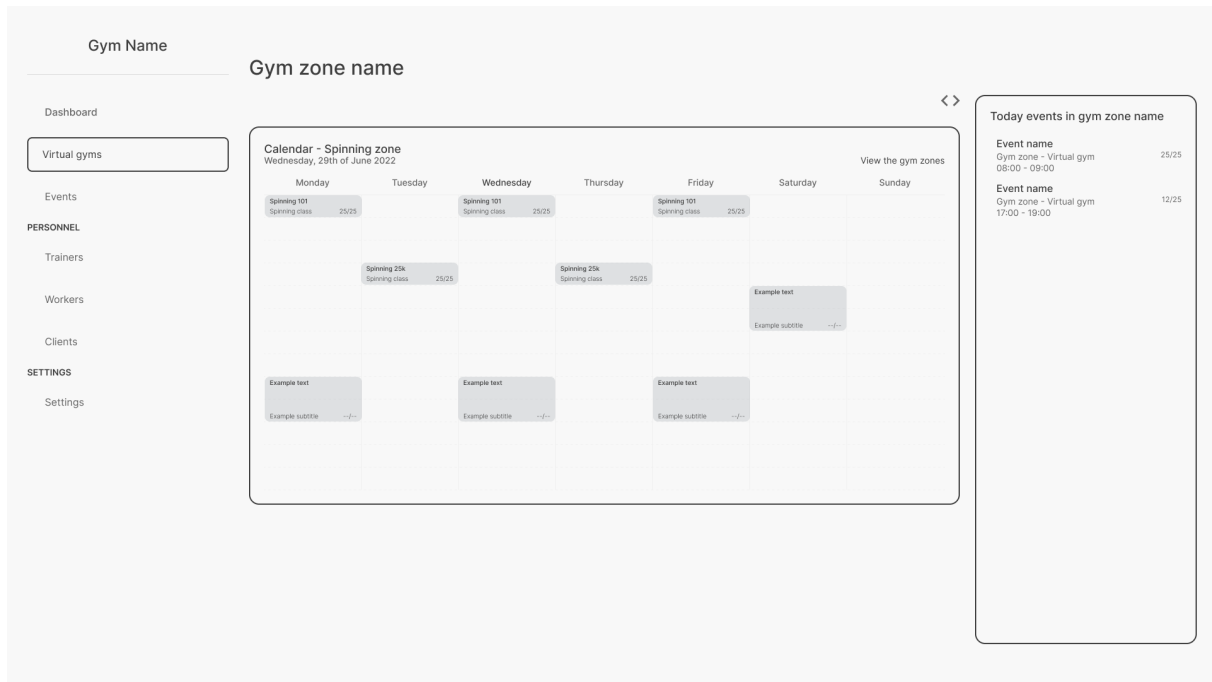 Gym Name
Dashboard
Virtual gyms
Events
PERSONNEL
Trainers
Workers
Clients
SETTINGS
Settings
Gym zone name
Calendar - Spinning zone
Wednesday, 29th of June 2022
View the gym zones
Monday Tuesday Wednesday Thursday Friday Saturday Sunday
Spinning 101 Spinning 101 Spinning 101
Spinning class 25/25 Spinning class 25/25 Spinning class 25/25
Spinning 25k Spinning 25k
Spinning class 25/25 Spinning class 25/25
Example text
Example subtitle --/--
Example text Example text Example text
Example subtitle --/-- Example subtitle --/-- Example subtitle --/--
Today events in gym zone name
Event name
Gym zone - Virtual gym 25/25
08:00 - 09:00
Event name
Gym zone - Virtual gym 12/25
17:00 - 19:00